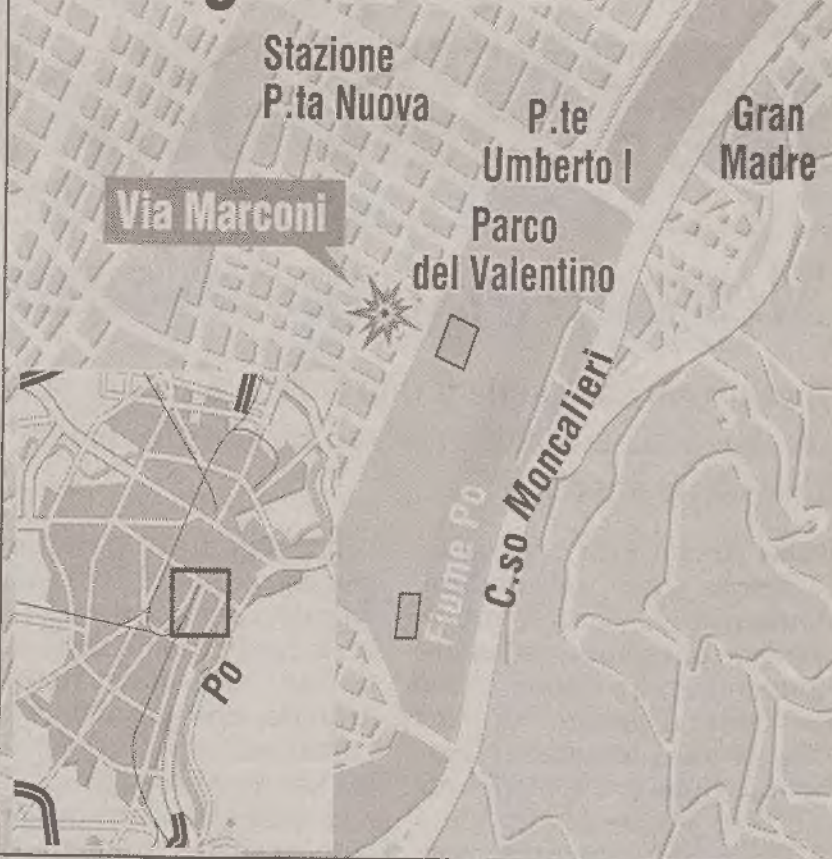 Stazione
P.ta Nuova
P.te
Umberto I
Gran
Madre
Via Marconi
Parco
del Valentino
C.so Moncalieri
Fiume Po
Po